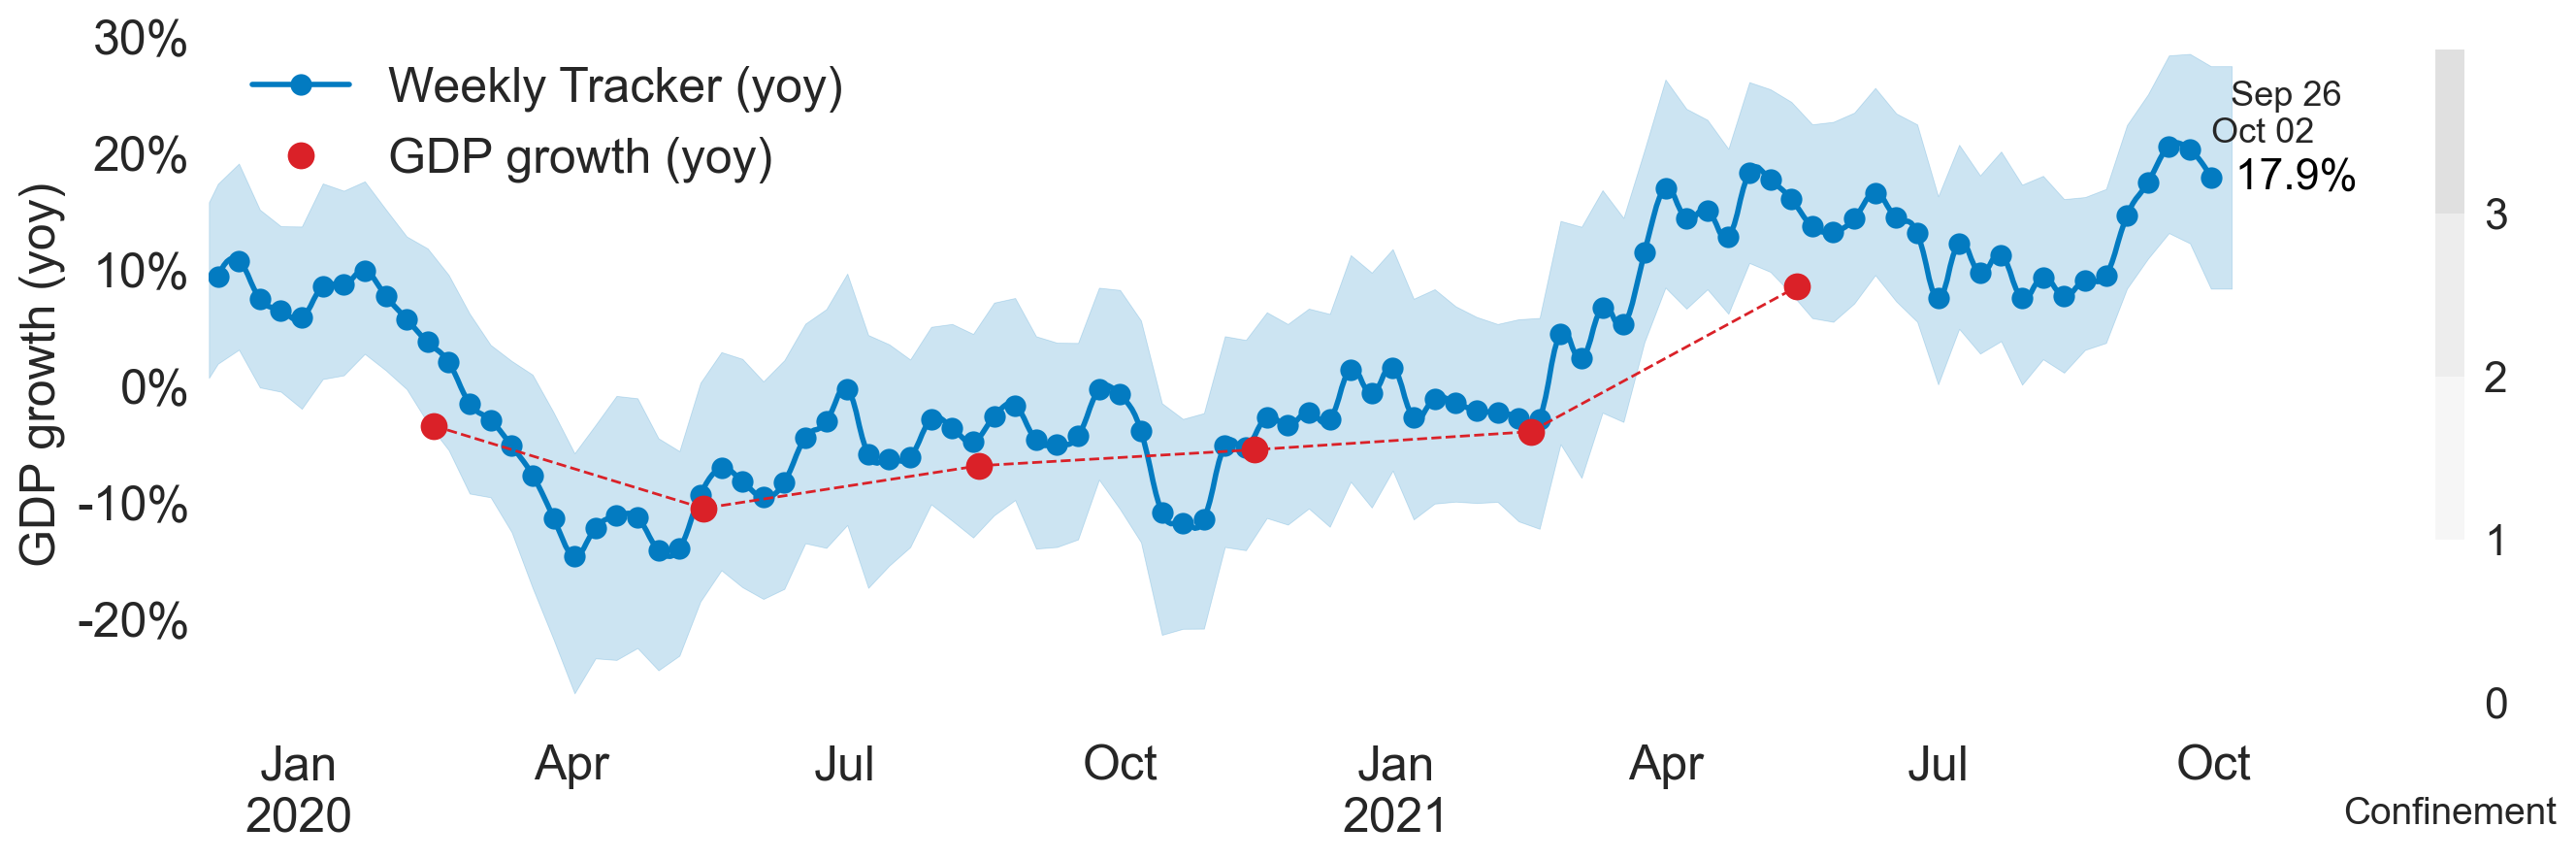 30%
20%
10%
0%
-10%
-20%
GDP growth (yoy)
Weekly Tracker (yoy)
GDP growth (yoy)
Sep 26
Oct 02
17.9%
3
2
1
0
Jan Apr Jul Oct Jan Apr Jul Oct
2020 2021
Confinement